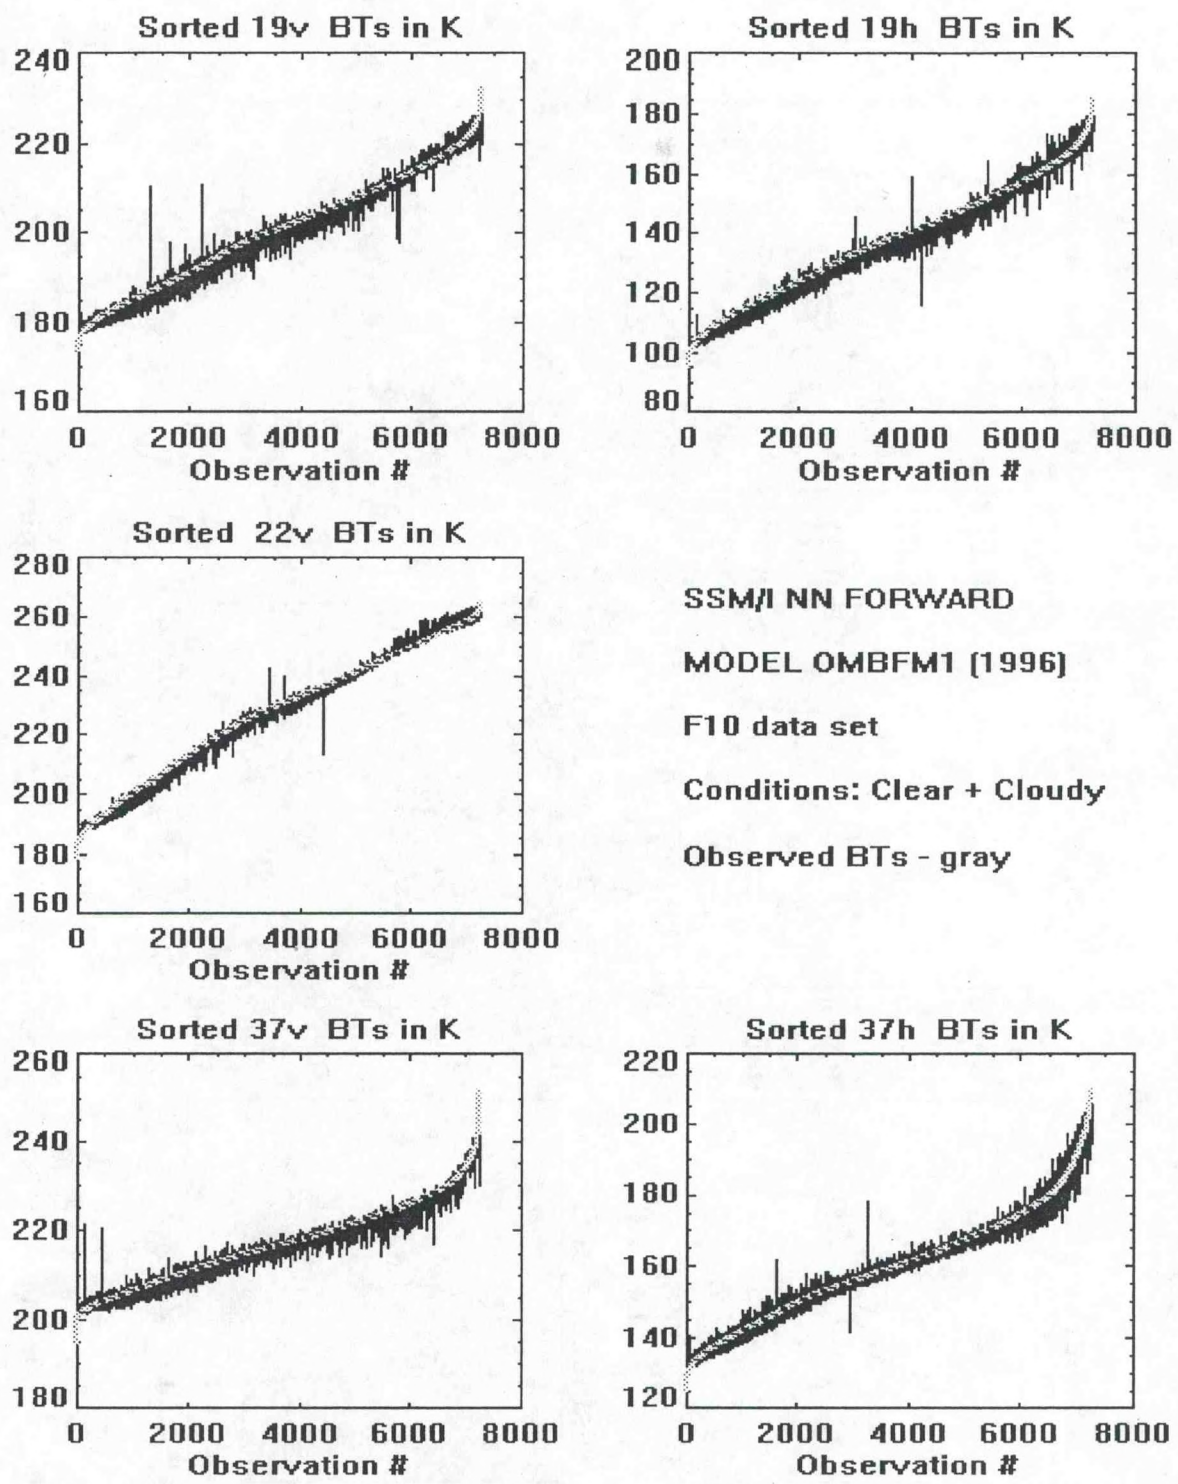 Sorted 19v BTs in K
240
220
200
180
160
0 2000 4000 6000 8000
Observation #
Sorted 19h BTs in K
200
180
160
140
120
100
80
0 2000 4000 6000 8000
Observation #
Sorted 22v BTs in K
280
260
240
220
200
180
160
0 2000 4000 6000 8000
Observation #
SSM/I NN FORWARD
MODEL OMBFM1 (1996)
F10 data set
Conditions: Clear + Cloudy
Observed BTs - gray
Sorted 37v BTs in K
260
240
220
200
180
0 2000 4000 6000 8000
Observation #
Sorted 37h BTs in K
220
200
180
160
140
120
0 2000 4000 6000 8000
Observation #